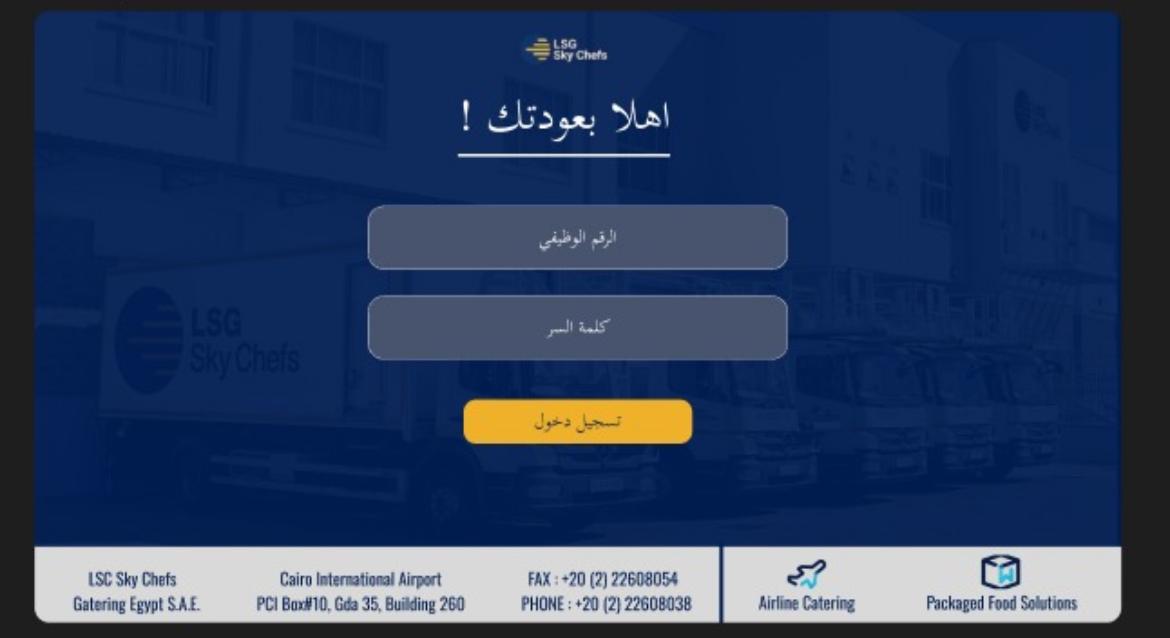 LSG
Sky Chefs
اهلا بعودتك !
الرقم الوظيفي
كلمة السر
LSG
Sky Chefs
تسجيل دخول
LSC Sky Chefs
Gatering Egypt S.A.E.
Cairo International Airport
PCI Box#10, Gda 35, Building 260
FAX : +20 (2) 22608054
PHONE : +20 (2) 22608038
Airline Catering
Packaged Food Solutions